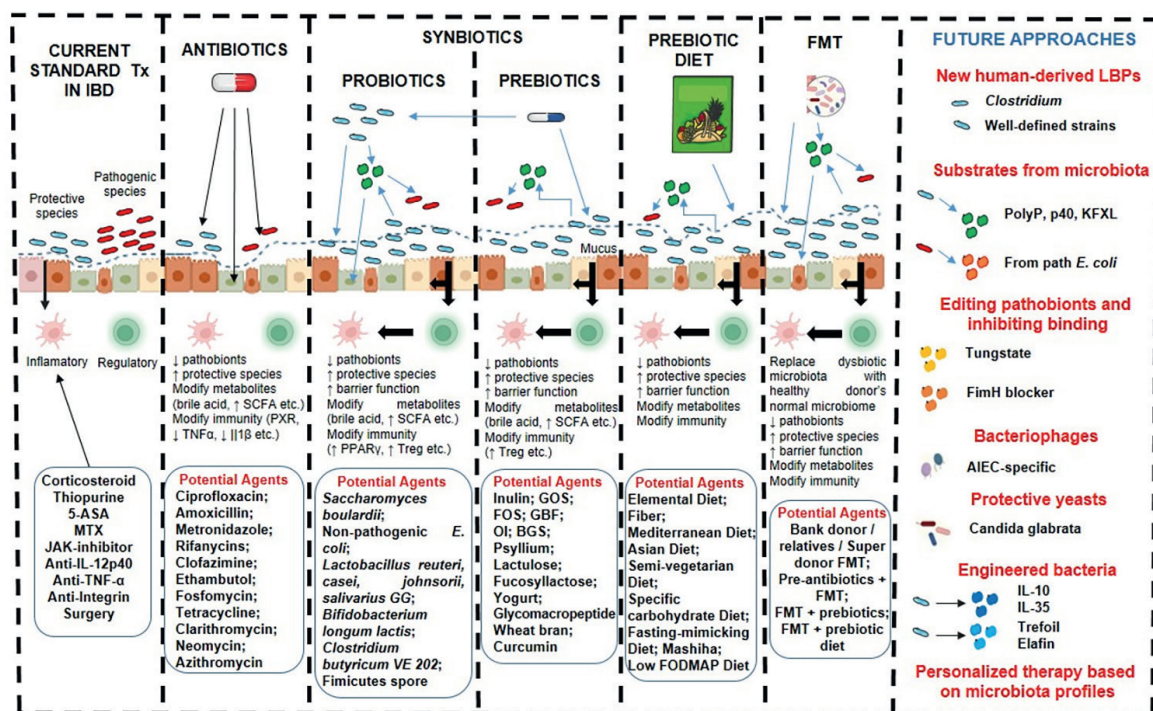 CURRENT
STANDARD Tx
IN IBD
Protective
species
Pathogenic
species
Inflamatory
Regulatory
Corticosteroid
Thiopurine
5-ASA
MTX
JAK-inhibitor
Anti-IL-12p40
Anti-TNF-α
Anti-Integrin
Surgery
ANTIBIOTICS
↓ pathobionts
↑ protective species
Modify metabolites
(brile acid, ↑ SCFA etc.)
Modify immunity (PXR,
↓ TNFα, ↓ ||1β etc.)
Potential Agents
Ciprofloxacin;
Amoxicillin;
Metronidazole;
Rifanycins;
Clofazimine;
Ethambutol;
Fosfomycin;
Tetracycline;
Clarithromycin;
Neomycin;
Azithromycin
SYNBIOTICS
PROBIOTICS
↓ pathobionts
↑ protective species
↑ barrier function
Modify metabolites
(brile acid, ↑ SCFA etc.)
Modify immunity
(↑ PPARγ, ↑ Treg etc.)
Potential Agents
Saccharomyces
boulardii;
Non-pathogenic E.
coli;
Lactobacillus reuteri,
casei, johnsorii,
salivarius GG;
Bifidobacterium
longum lactis;
Clostridium
butyricum VE 202;
Fimicutes spore
PREBIOTICS
Mucus
↓ pathobionts
↑ protective species
↑ barrier function
Modify metabolites
(brile acid, ↑ SCFA etc.)
Modify immunity
(↑ Treg etc.)
Potential Agents
Inulin; GOS;
FOS; GBF;
OI; BGS;
Psyllium;
Lactulose;
Fucosyllactose;
Yogurt;
Glycomacropeptide
Wheat bran;
Curcumin
PREBIOTIC
DIET
↓ pathobionts
↑ protective species
↑ barrier function
Modify metabolites
Modify immunity
Potential Agents
Elemental Diet;
Fiber;
Mediterranean Diet;
Asian Diet;
Semi-vegetarian
Diet;
Specific
carbohydrate Diet;
Fasting-mimicking
Diet; Mashiha;
Low FODMAP Diet
FMT
Replace dysbiotic
microbiota with
healthy donor's
normal microbiome
↓ pathobionts
↑ protective species
↑ barrier function
Modify metabolites
Modify immunity
Potential Agents
Bank donor /
relatives / Super
donor FMT;
Pre-antibiotics +
FMT;
FMT + prebiotics;
FMT + prebiotic
diet
FUTURE APPROACHES
New human-derived LBPs
Clostridium
Well-defined strains
Substrates from microbiota
PolyP, p40, KFXL
From path E. coli
Editing pathobionts and
inhibiting binding
Tungstate
FimH blocker
Bacteriophages
AIEC-specific
Protective yeasts
Candida glabrata
Engineered bacteria
IL-10
IL-35
Trefoil
Elafin
Personalized therapy based
on microbiota profiles